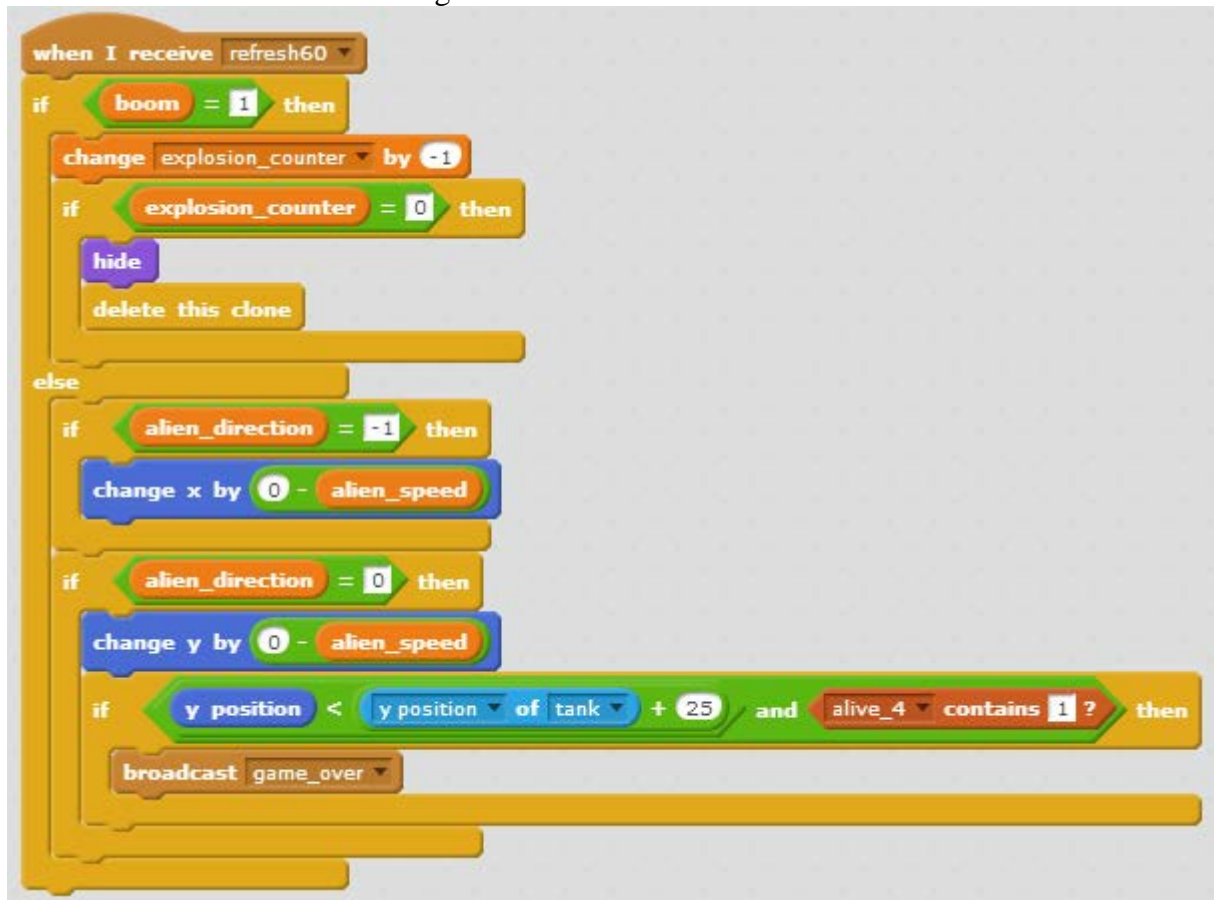 when I receive refresh60
if boom = 1 then
change explosion_counter by -1
if explosion_counter = 0 then
hide
delete this clone
else
if alien_direction = -1 then
change x by 0 - alien_speed
if alien_direction = 0 then
change y by 0 - alien_speed
if y position < y position of tank + 25 and alive_4 contains 1 ? then
broadcast game_over